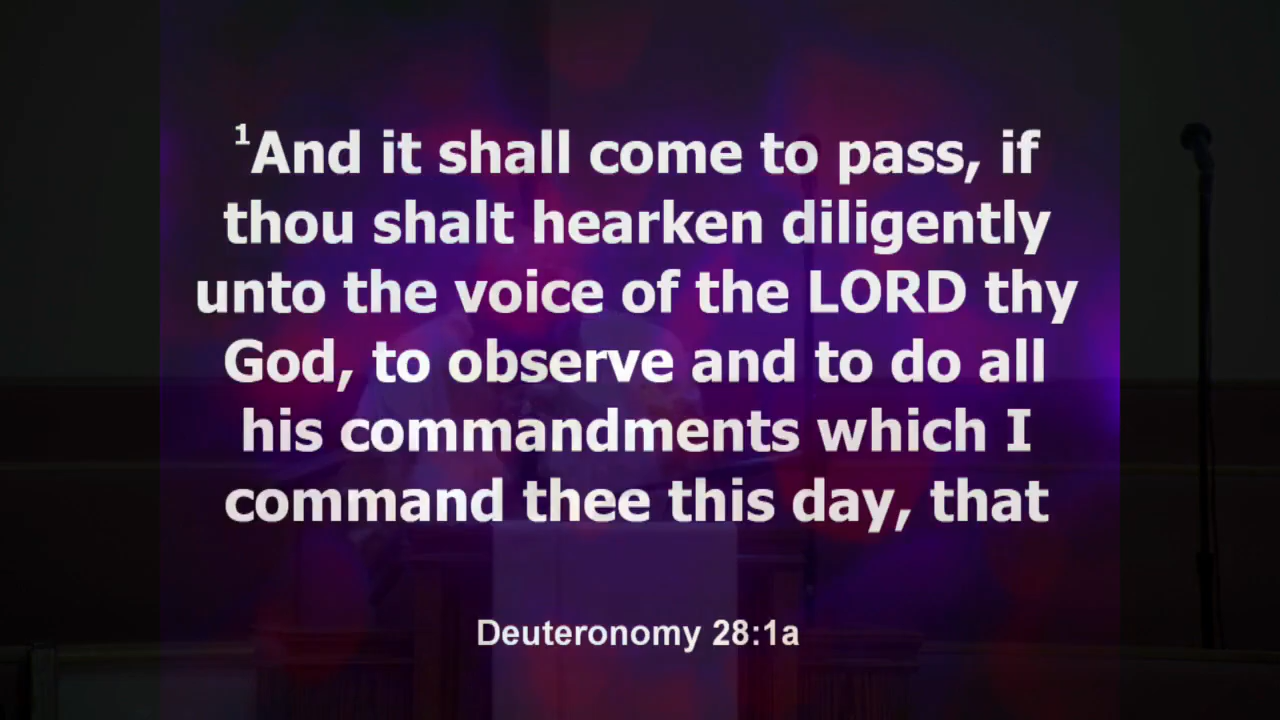 ¹And it shall come to pass, if
thou shalt hearken diligently
unto the voice of the LORD thy
God, to observe and to do all
his commandments which I
command thee this day, that
Deuteronomy 28:1a